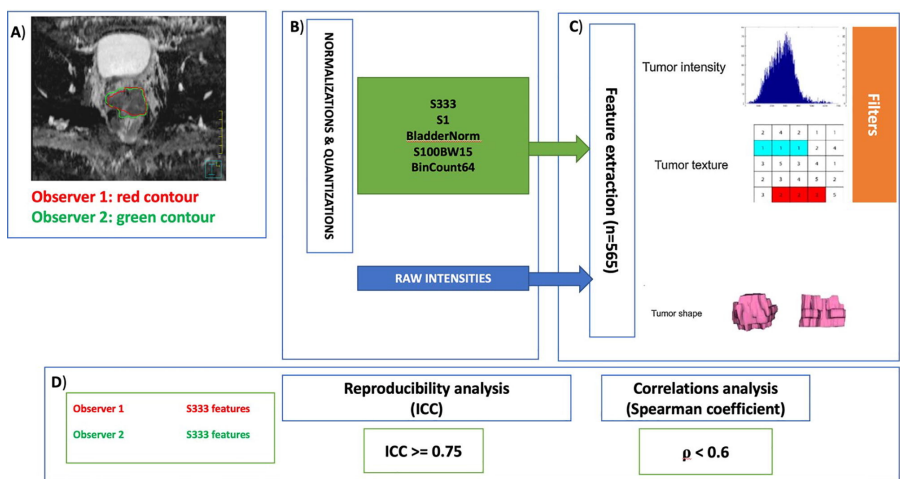 A)
Observer 1: red contour
Observer 2: green contour
B)
NORMALIZATIONS & QUANTIZATIONS
S333
S1
BladderNorm
S100BW15
BinCount64
RAW INTENSITIES
C)
Feature extraction (n=565)
Tumor intensity
Tumor texture
2 4 2 1 1
1 1 1 2 4
3 5 3 4 1
2 3 4 5 2
3 5
Tumor shape
Filters
D)
Observer 1 S333 features
Observer 2 S333 features
Reproducibility analysis
(ICC)
ICC >= 0.75
Correlations analysis
(Spearman coefficient)
ρ < 0.6